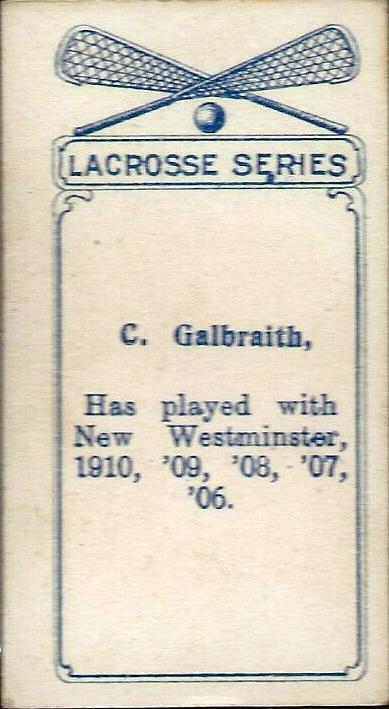 LACROSSE SERIES
C. Galbraith,
Has played with
New Westminster,
1910, '09, '08, '07,
'06.